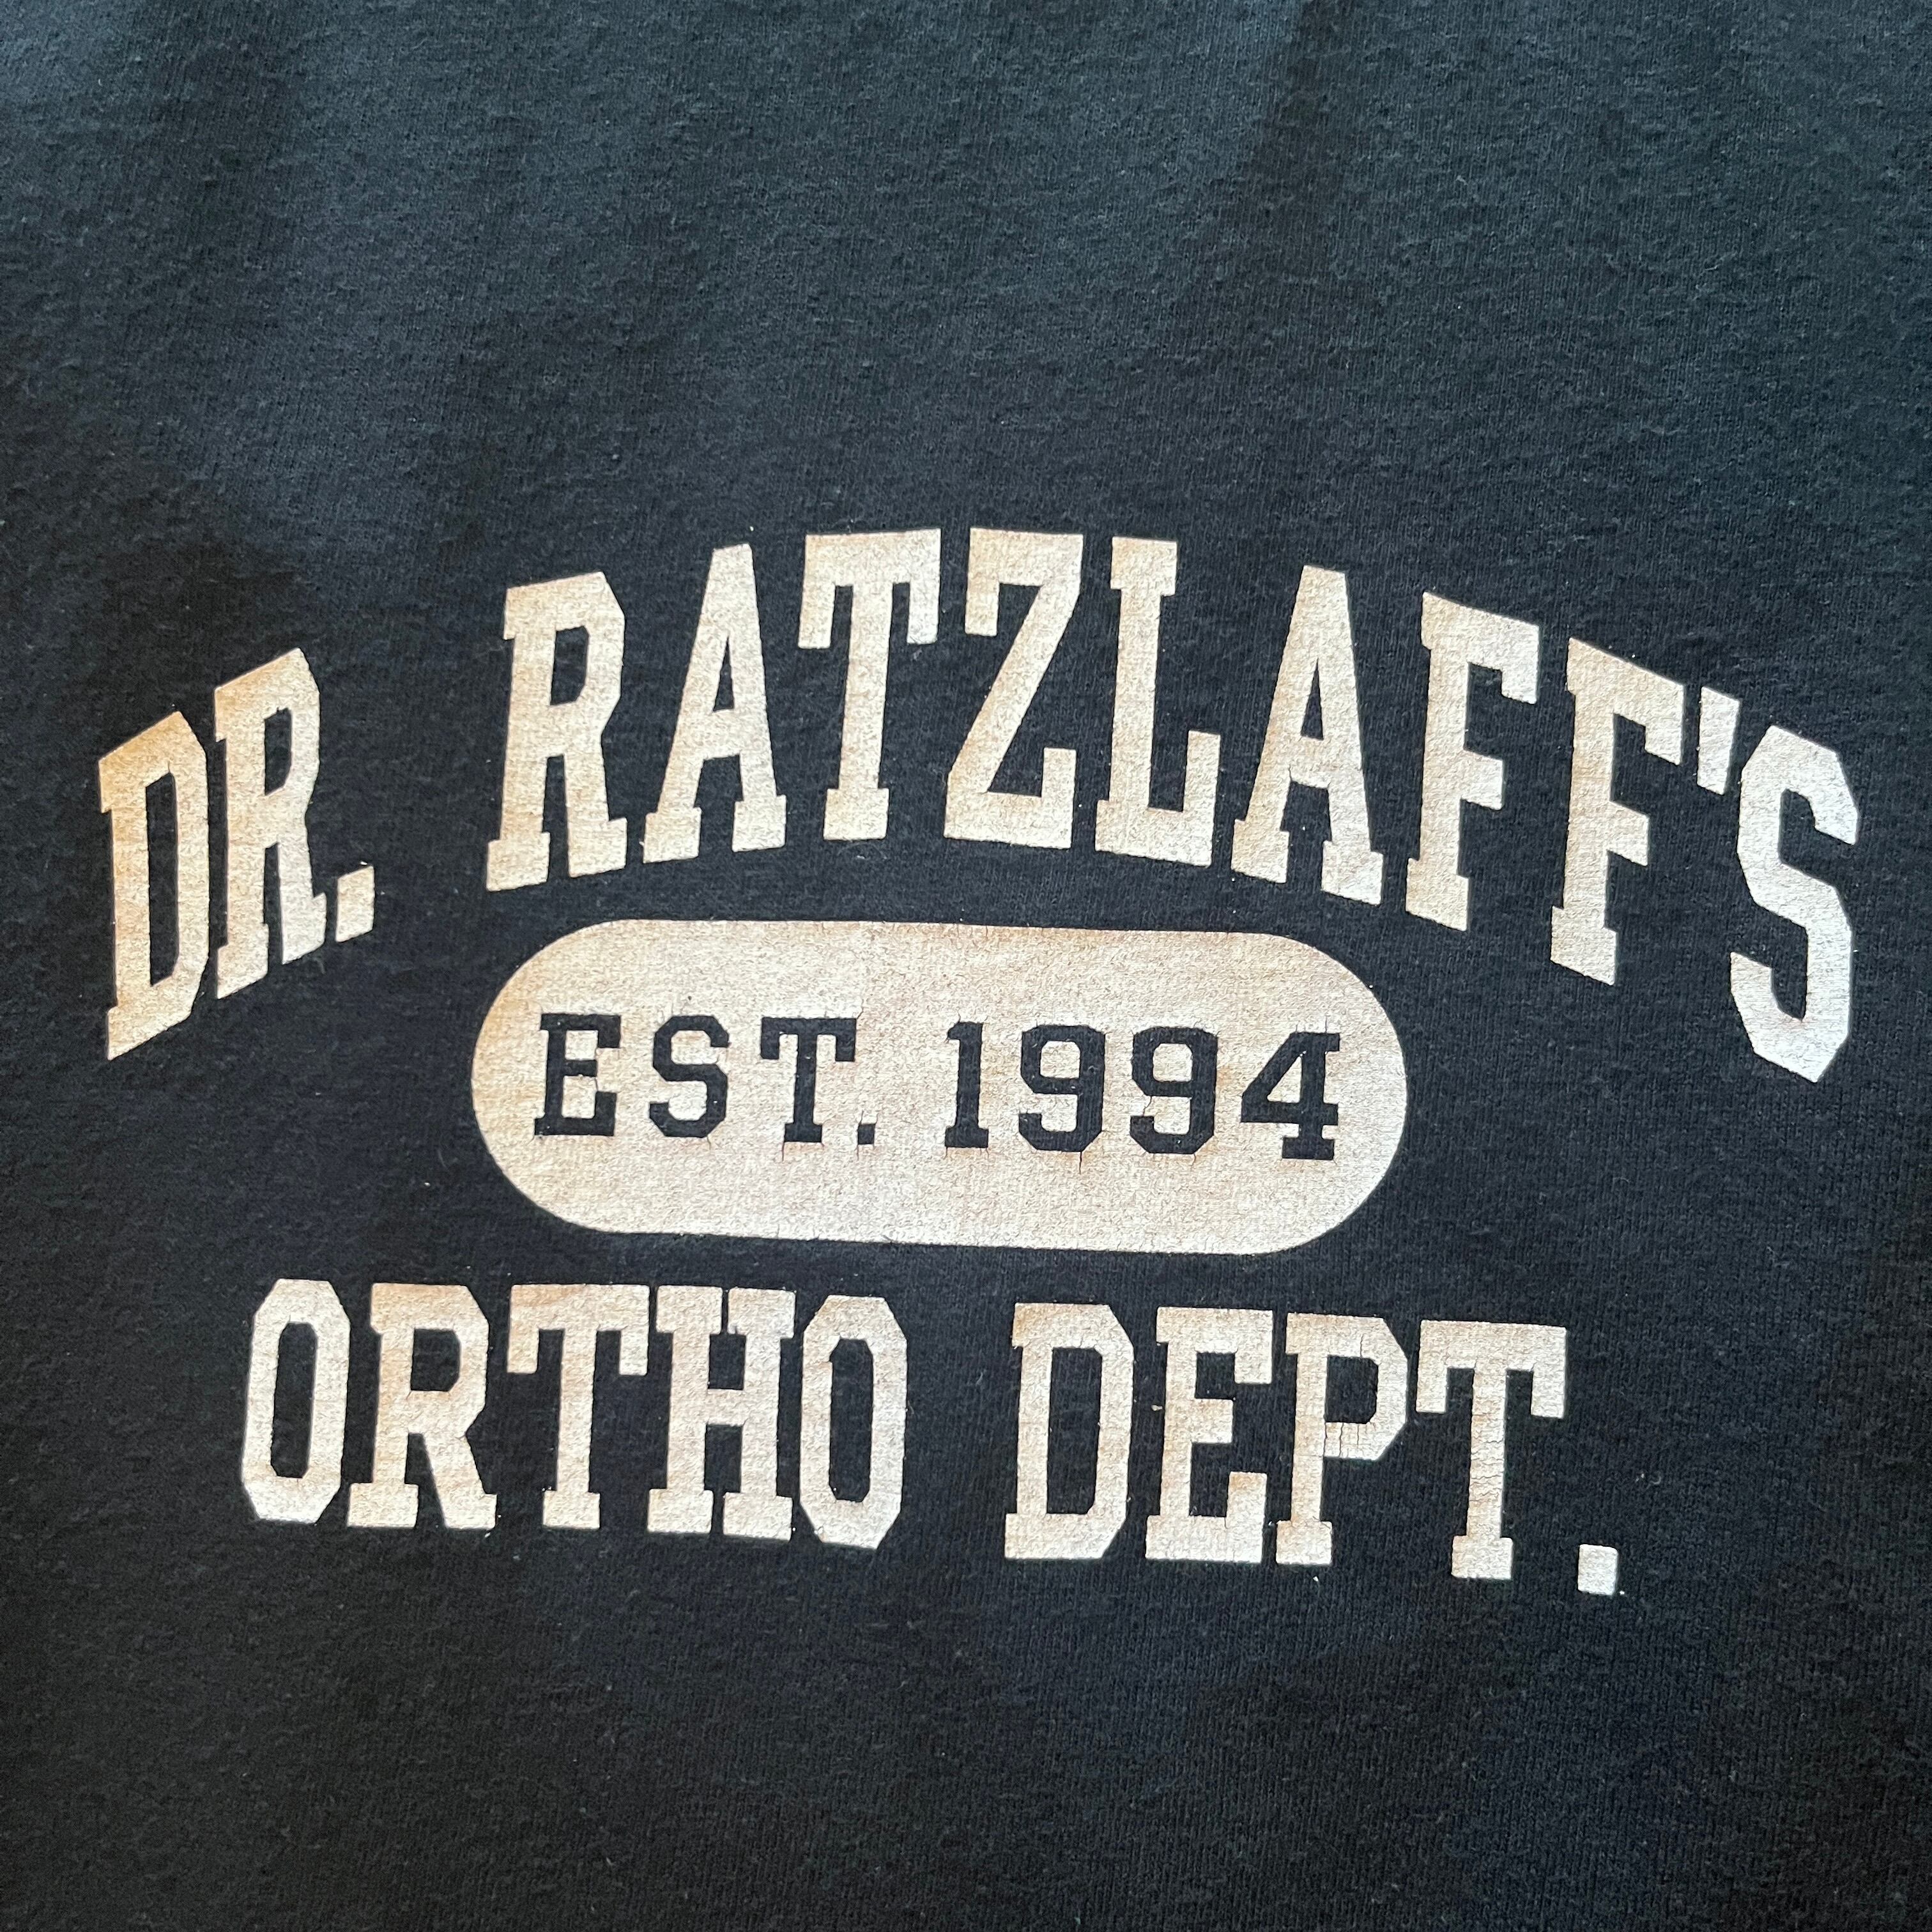 DR. RATZLAFF'S
EST. 1994
ORTHO DEPT.